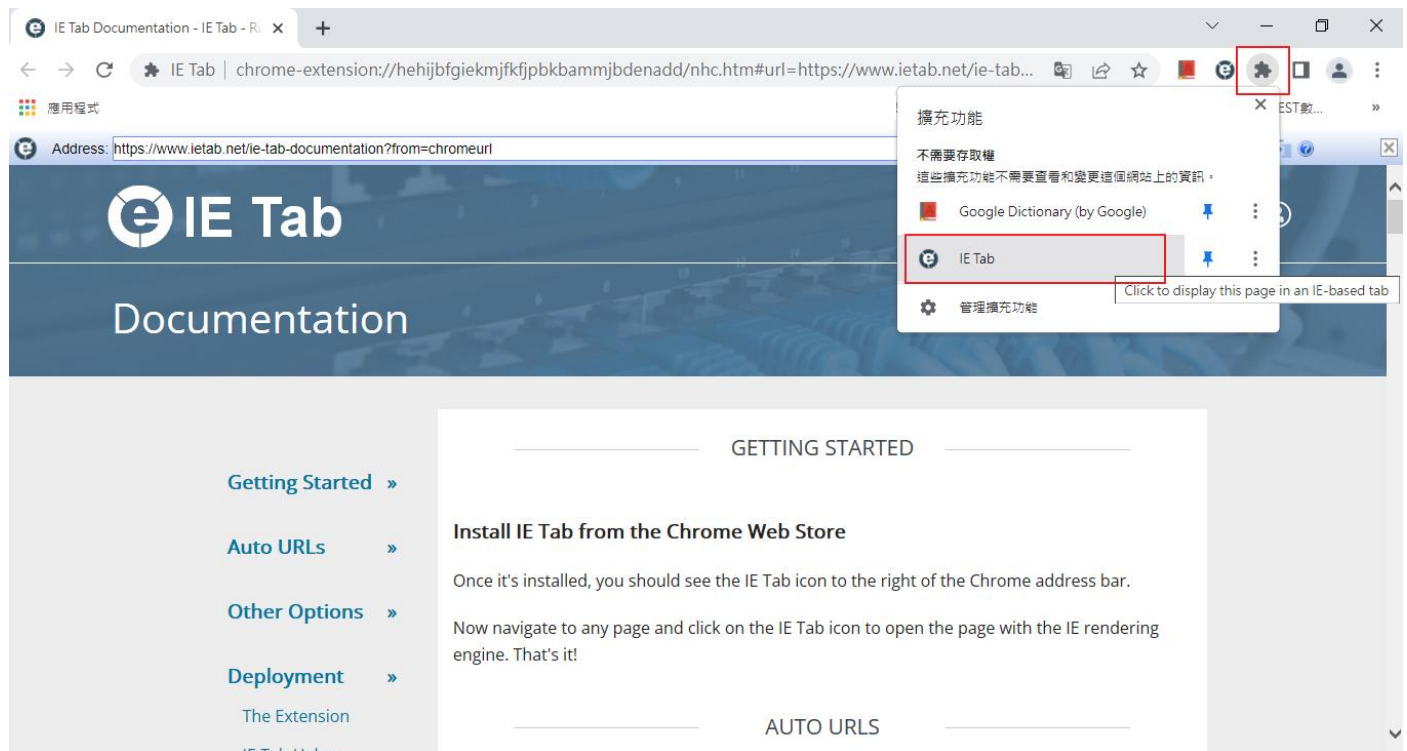 IE Tab Documentation - IE Tab - R
IE Tab | chrome-extension://hehijbfgiekmjfkfjpbkbammjbdenadd/nhc.htm#url=https://www.ietab.net/ie-tab...
應用程式
EST數...
»
擴充功能
Address: https://www.ietab.net/ie-tab-documentation?from=chromeurl
不需要存取權
這些擴充功能不需要查看和變更這個網站上的資訊。
Google Dictionary (by Google)
IE Tab
IE Tab
Click to display this page in an IE-based tab
管理擴充功能
Documentation
GETTING STARTED
Getting Started »
Install IE Tab from the Chrome Web Store
Auto URLs »
Once it's installed, you should see the IE Tab icon to the right of the Chrome address bar.
Other Options »
Now navigate to any page and click on the IE Tab icon to open the page with the IE rendering
engine. That's it!
Deployment »
The Extension
AUTO URLS